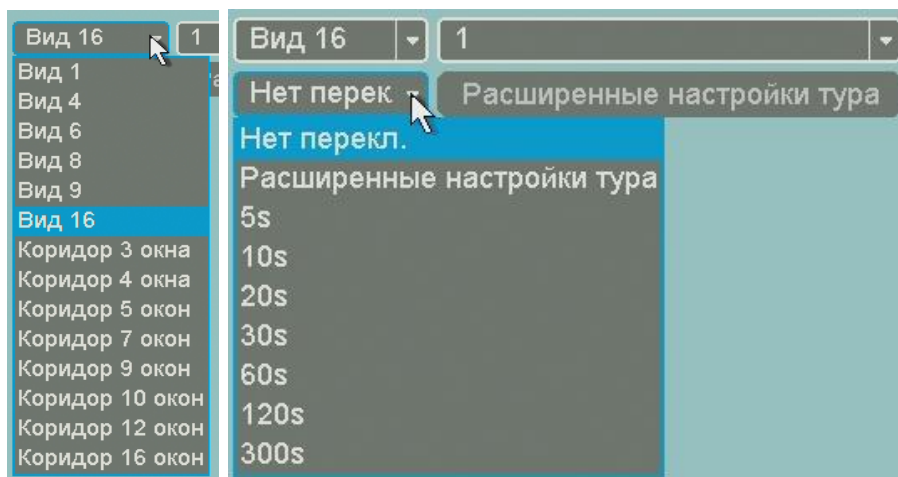 Вид 16
1
Вид 1
Вид 4
Вид 6
Вид 8
Вид 9
Вид 16
Коридор 3 окна
Коридор 4 окна
Коридор 5 окон
Коридор 7 окон
Коридор 9 окон
Коридор 10 окон
Коридор 12 окон
Коридор 16 окон
Вид 16
1
Нет перек
Расширенные настройки тура
Нет перекл.
Расширенные настройки тура
5s
10s
20s
30s
60s
120s
300s